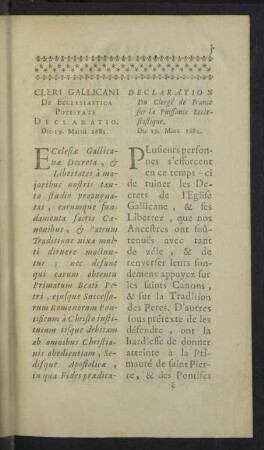 CLERI GALLICANI
DE ECCLESIASTICA
POTESTATE
DECLARATIO.
Die 19. Martii 1682.
ECclesiæ Gallica-
næ Decreta, &
Libertates à ma-
joribus nostris tan-
to studio propugna-
tas, earumque fun-
damenta sacris Ca-
nonibus, & Patrum
Traditione nixa mul-
ti diruere moliun-
tur ; nec desunt
qui earum obtentu
Primatum Beati Pe-
tri, ejusque Successo-
rum Romanorum Pon-
tificum à Christo insti-
tutum iisque debitam
ab omnibus Christia-
nis obedientiam, Se-
disque Apostolicæ,
in qua Fides prædica-
DECLARATION
Du Clergé de France
sur la Puissance Eccle-
siastique.
Du 19. Mars 1682.
PLusieurs person-
nes s'efforcent
en ce temps-ci
de ruiner les De-
crets de l'Eglise
Gallicane, & ses
Libertez, que nos
Ancestres ont sou-
tenuës avec tant
de zéle, & de
renverser leurs fon-
demens appuyez sur
les saints Canons,
& sur la Tradition
des Peres. D'autres
sous prétexte de les
défendre, ont la
hardiesse de donner
atteinte à la Pri-
mauté de saint Pier-
re, & des Pontifes